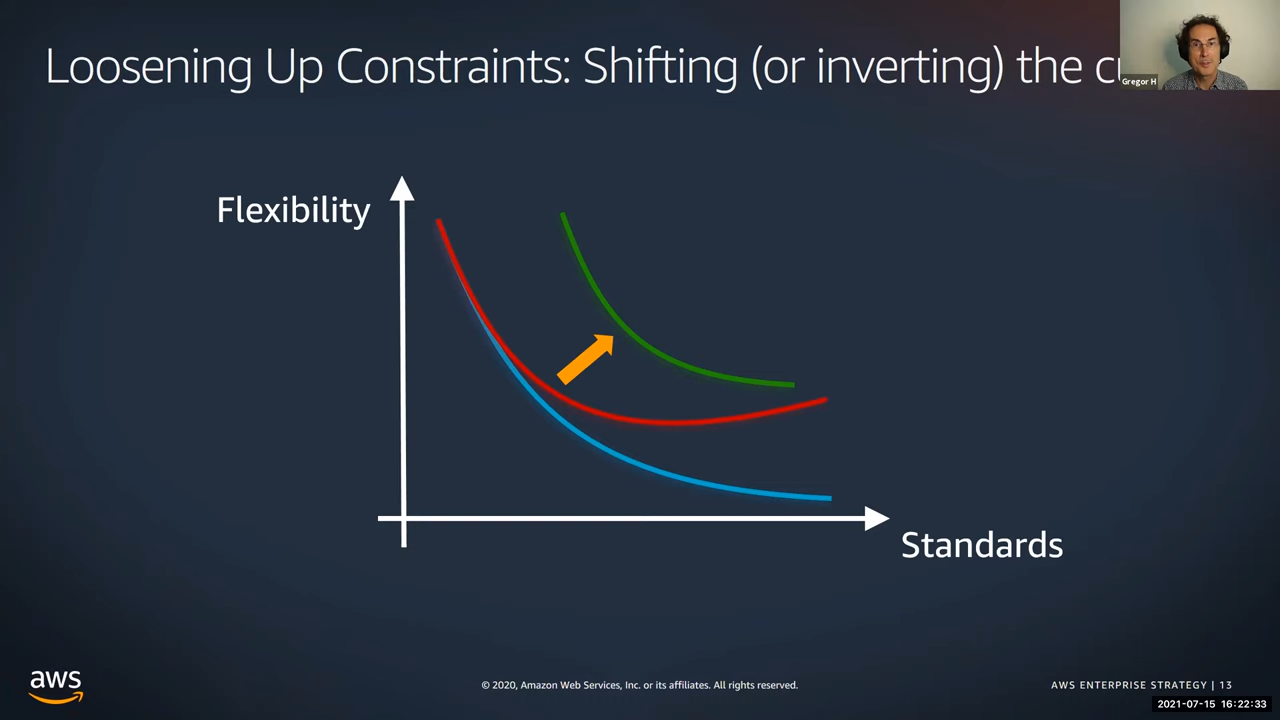 Loosening Up Constraints: Shifting (or inverting) the
Gregor H
Flexibility
Standards
aws
© 2020, Amazon Web Services, Inc. or its affiliates. All rights reserved.
AWS ENTERPRISE STRATEGY | 13
2021-07-15 16:22:33